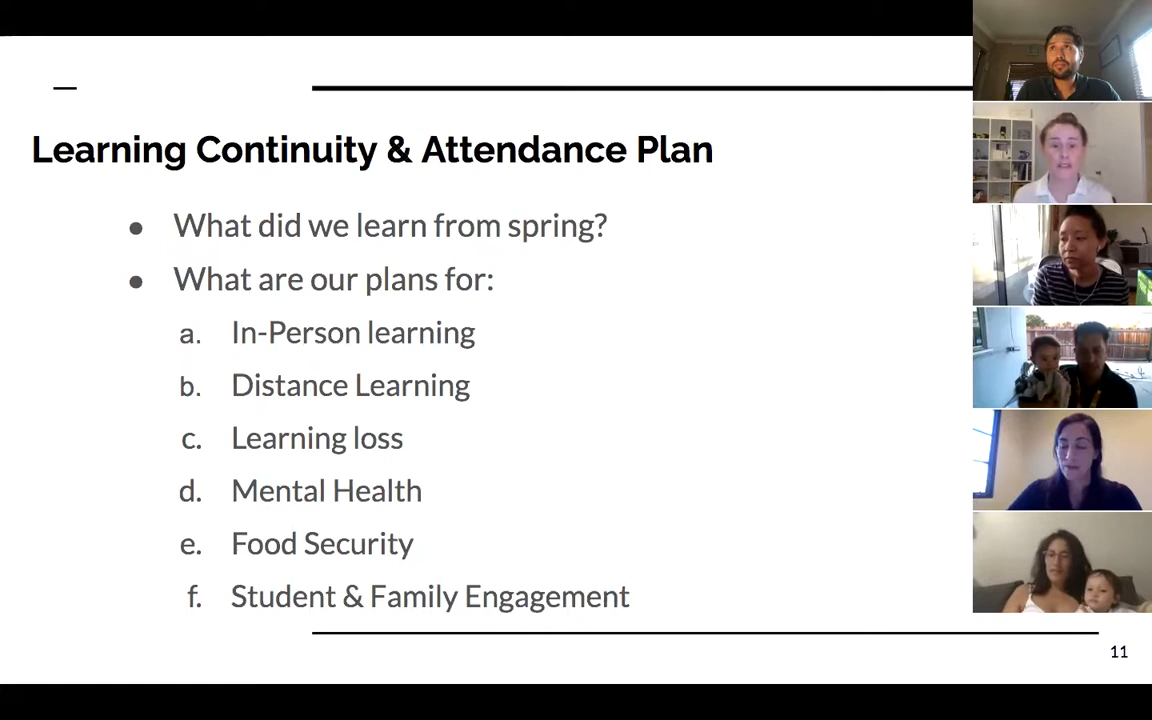 Learning Continuity & Attendance Plan
● What did we learn from spring?
● What are our plans for:
a. In-Person learning
b. Distance Learning
c. Learning loss
d. Mental Health
e. Food Security
f. Student & Family Engagement
11